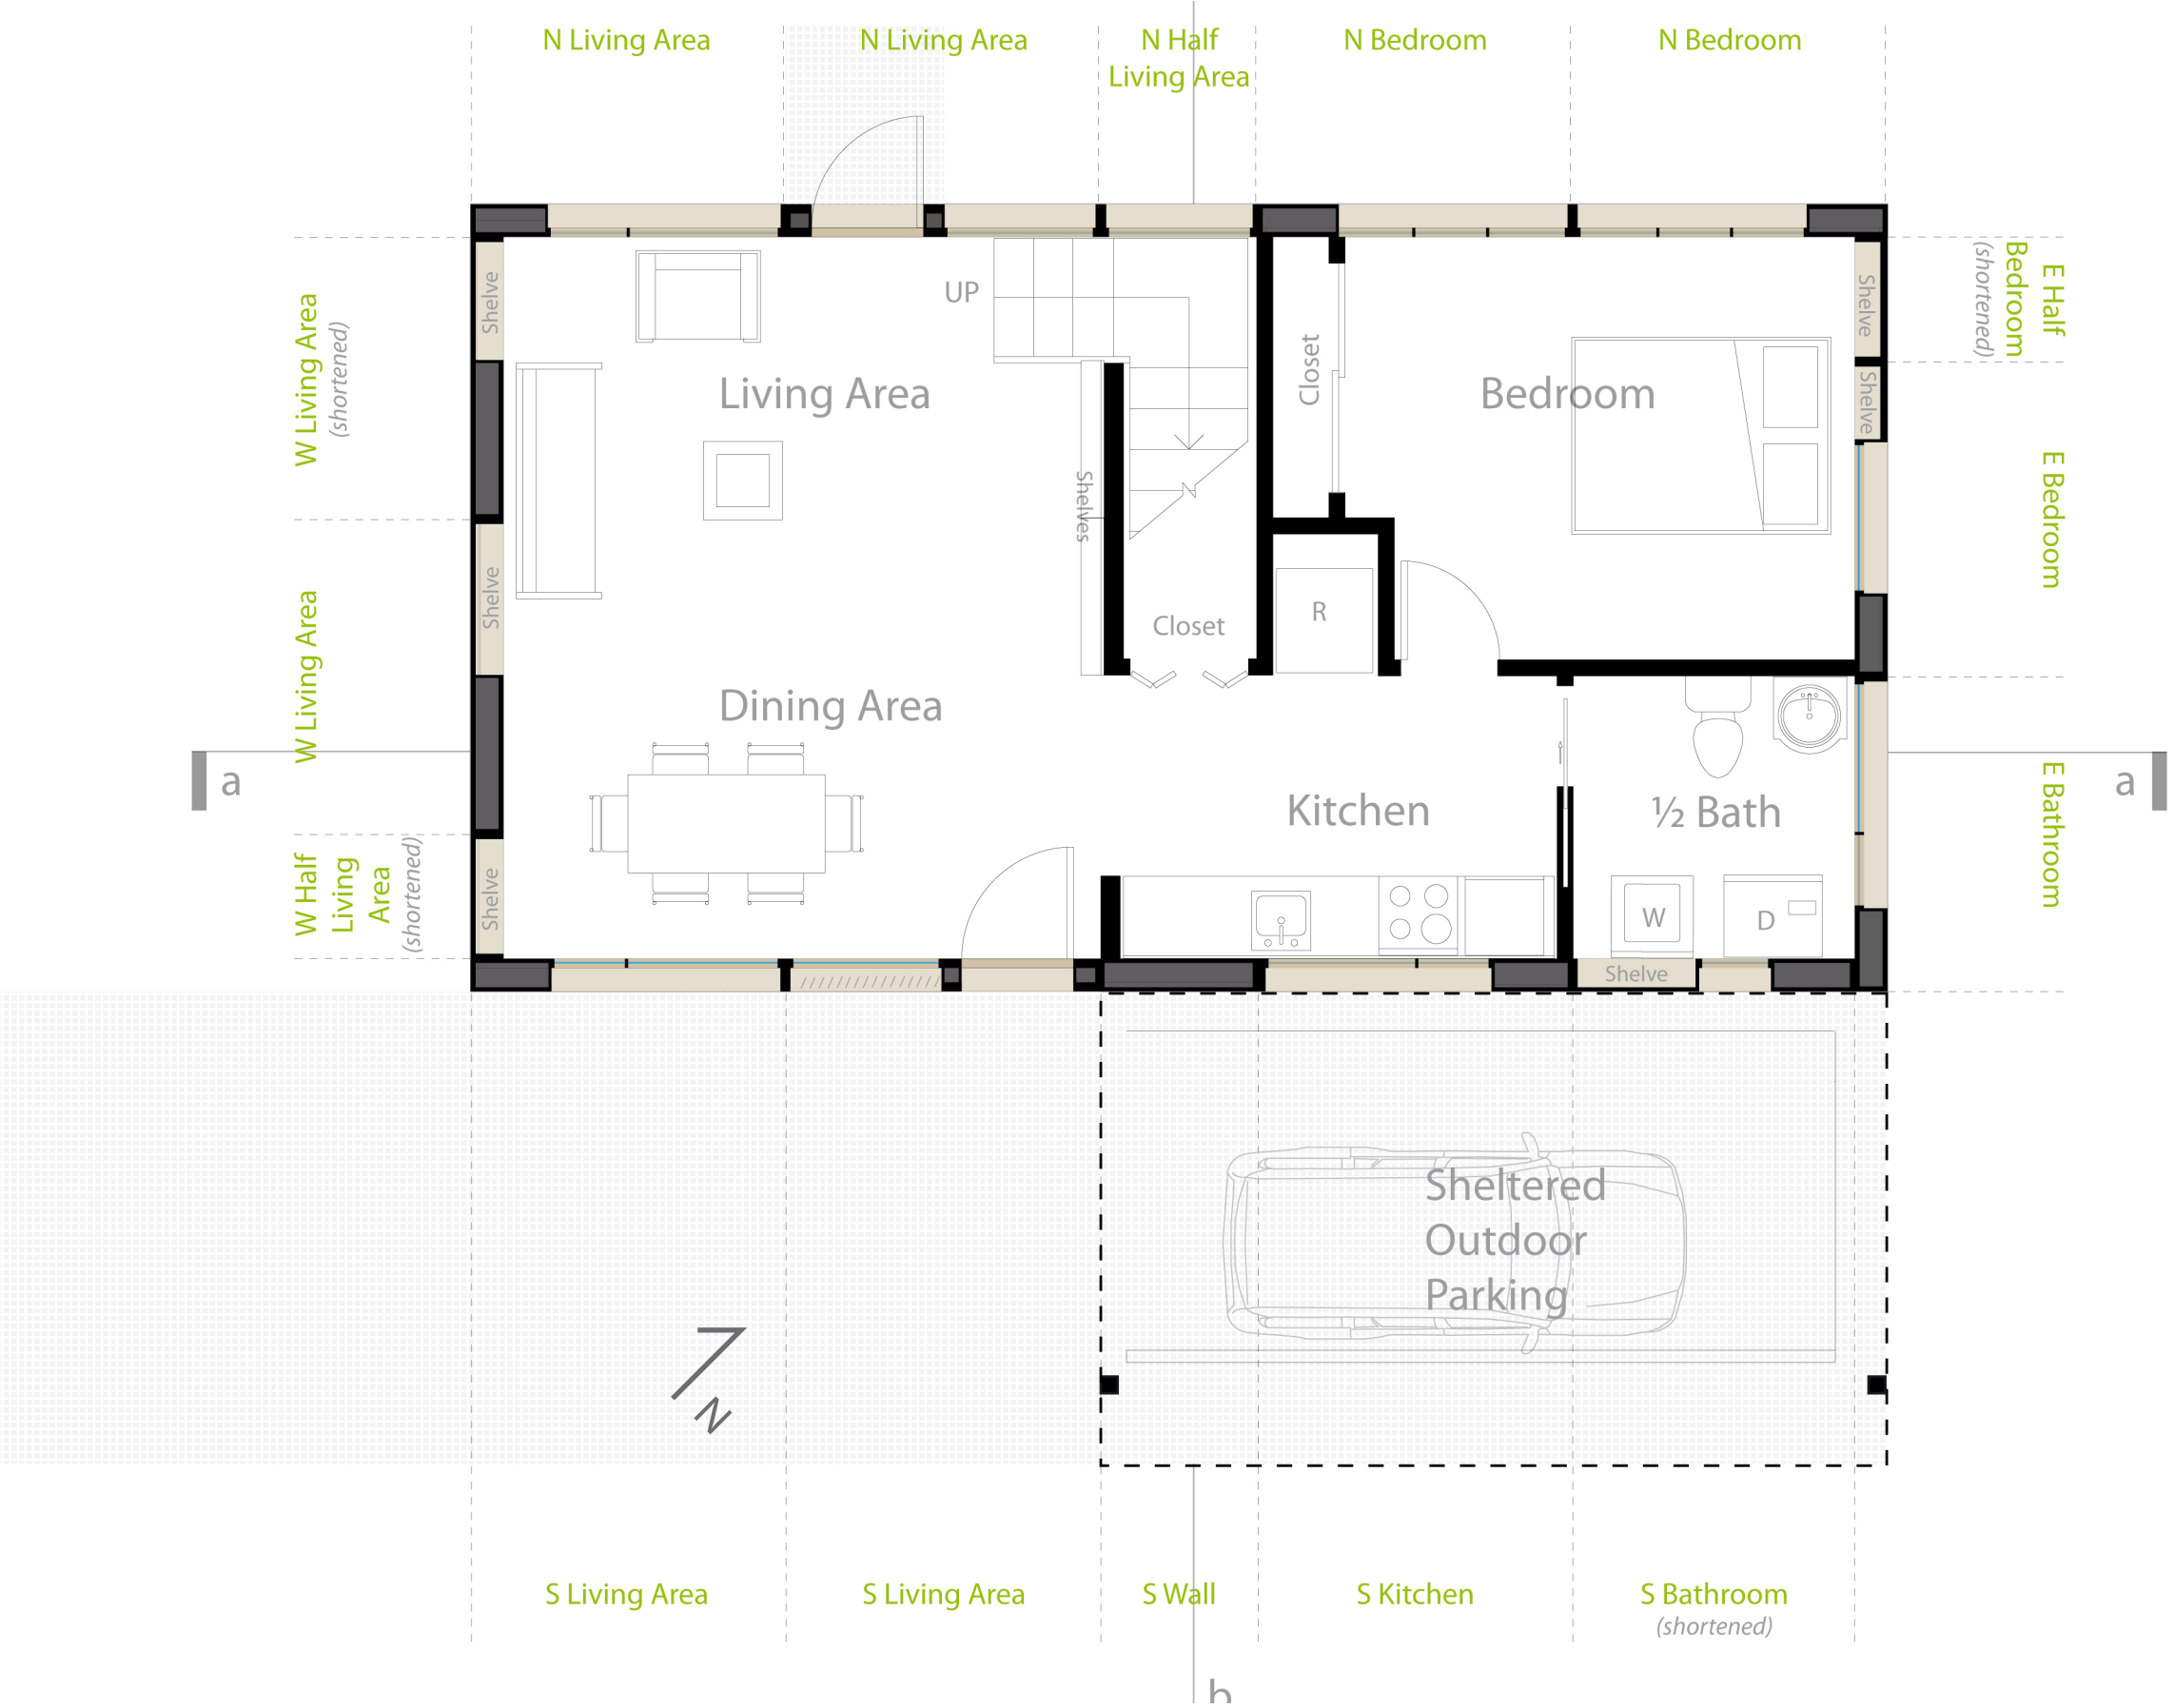 N Living Area
N Living Area
N Half
Living Area
N Bedroom
N Bedroom
W Living Area
(shortened)
W Living Area
W Half
Living
Area
(shortened)
E Half
Bedroom
(shortened)
E Bedroom
E Bathroom
Shelve
Shelve
Shelve
UP
Living Area
Shelves
Closet
Closet
Bedroom
Shelve
Shelve
R
Dining Area
Kitchen
½ Bath
W
D
Shelve
a
a
Sheltered
Outdoor
Parking
N
S Living Area
S Living Area
S Wall
S Kitchen
S Bathroom
(shortened)
b